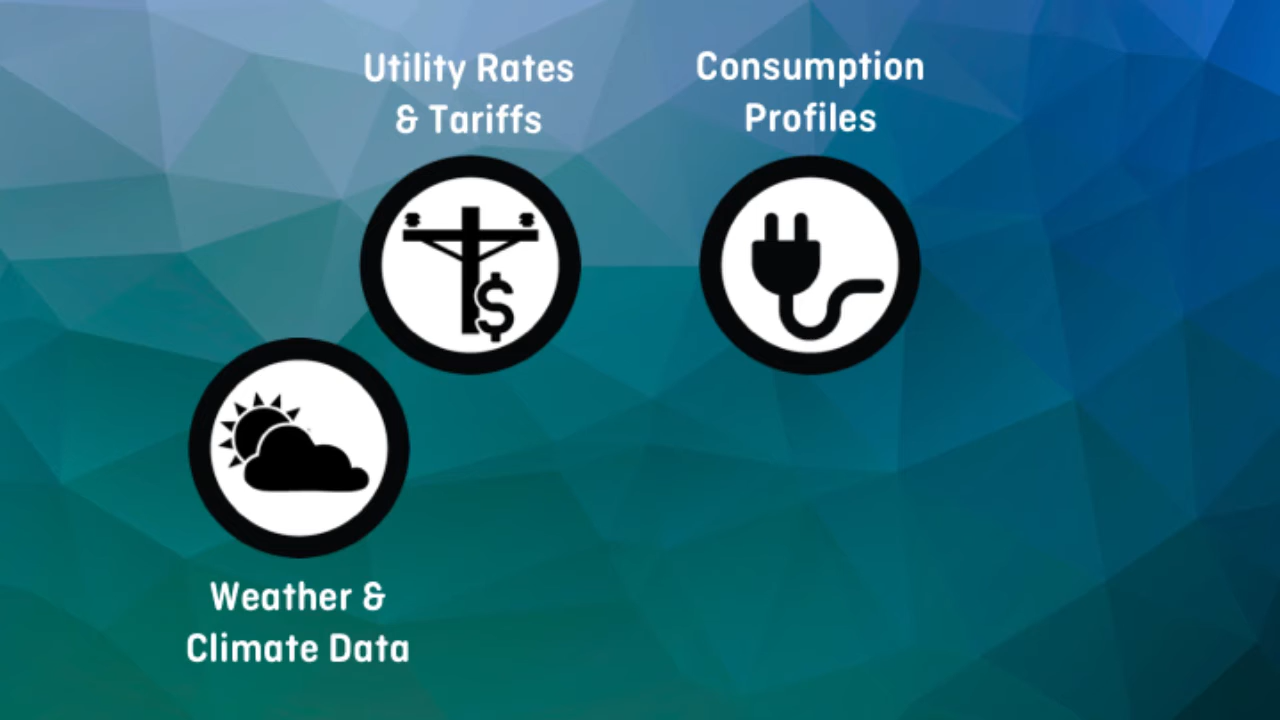 Utility Rates
& Tariffs
Consumption
Profiles
$
Weather &
Climate Data